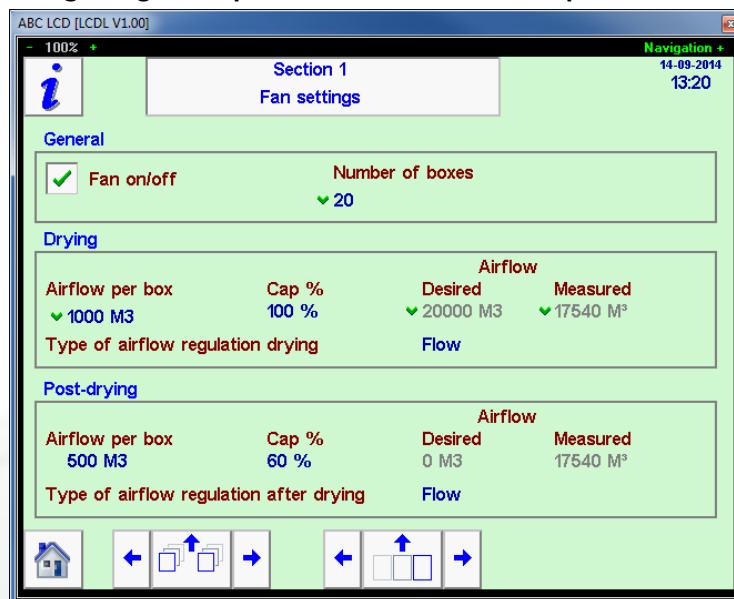 ABC LCD [LCDL V1.00]
- 100% +
Navigation +
i
Section 1
Fan settings
14-09-2014
13:20
General
Fan on/off
Number of boxes
20
Drying
Airflow
Airflow per box Cap % Desired Measured
1000 M3 100 % 20000 M3 17540 M³
Type of airflow regulation drying Flow
Post-drying
Airflow
Airflow per box Cap % Desired Measured
500 M3 60 % 0 M3 17540 M³
Type of airflow regulation after drying Flow